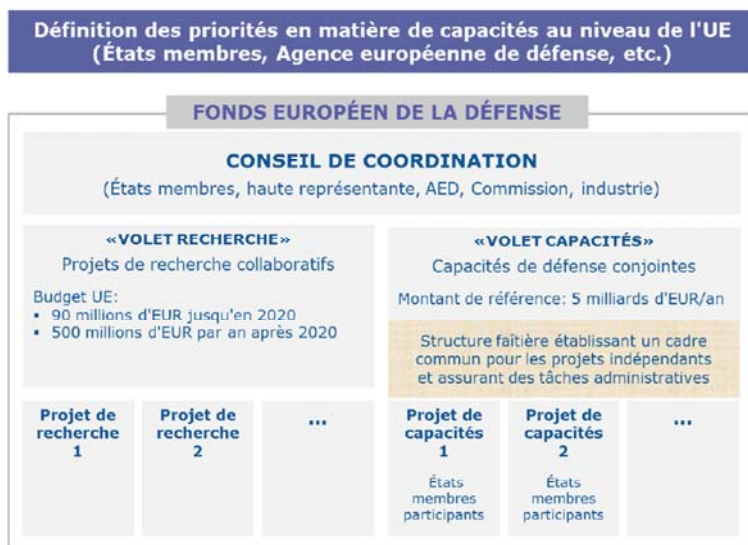 Définition des priorités en matière de capacités au niveau de l'UE
(États membres, Agence européenne de défense, etc.)
FONDS EUROPÉEN DE LA DÉFENSE
CONSEIL DE COORDINATION
(États membres, haute représentante, AED, Commission, industrie)
«VOLET RECHERCHE»
Projets de recherche collaboratifs
Budget UE:
▪ 90 millions d'EUR jusqu'en 2020
▪ 500 millions d'EUR par an après 2020
«VOLET CAPACITÉS»
Capacités de défense conjointes
Montant de référence: 5 milliards d'EUR/an
Structure faîtière établissant un cadre
commun pour les projets indépendants
et assurant des tâches administratives
Projet de
recherche
1
Projet de
recherche
2
...
Projet de
capacités
1
États
membres
participants
Projet de
capacités
2
États
membres
participants
...